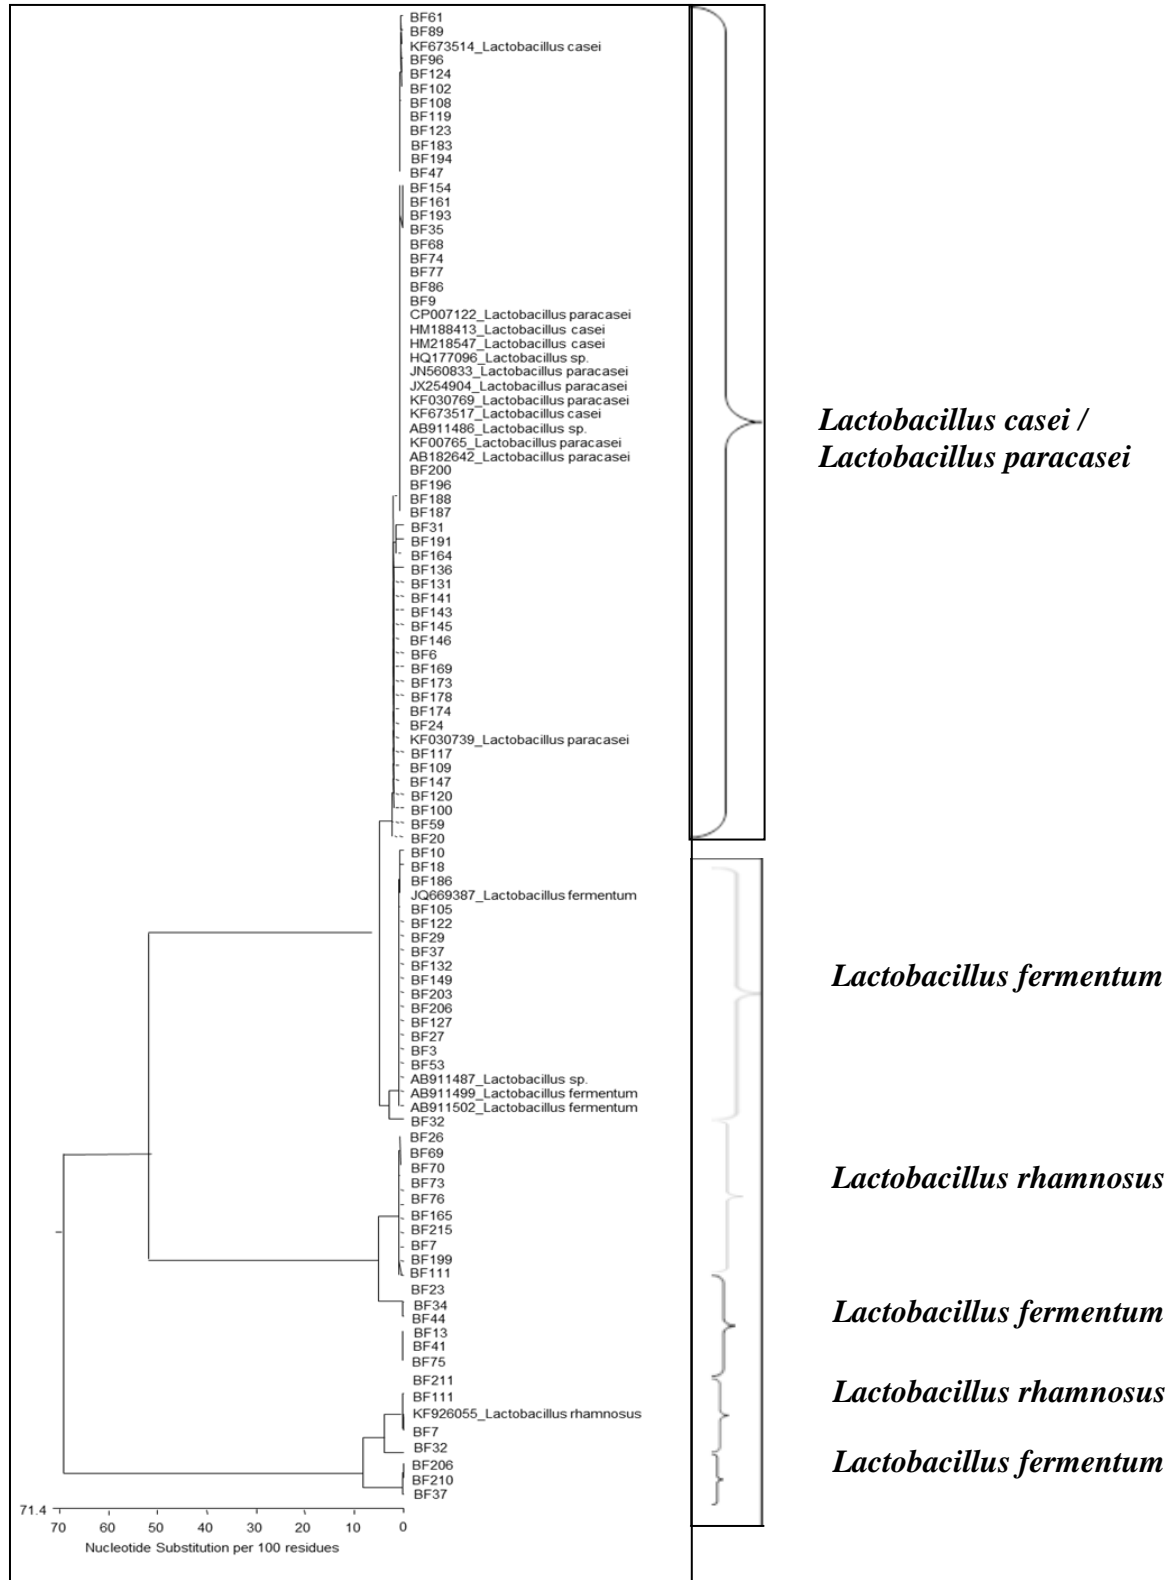 BF61
BF89
KF673514_Lactobacillus casei
BF96
BF124
BF102
BF108
BF119
BF123
BF183
BF194
BF47
BF154
BF161
BF193
BF35
BF68
BF74
BF77
BF86
BF9
CP007122_Lactobacillus paracasei
HM188413_Lactobacillus casei
HM218547_Lactobacillus casei
HQ177096_Lactobacillus sp.
JN560833_Lactobacillus paracasei
JX254904_Lactobacillus paracasei
KF030769_Lactobacillus paracasei
KF673517_Lactobacillus casei
AB911486_Lactobacillus sp.
KF00765_Lactobacillus paracasei
AB182642_Lactobacillus paracasei
BF200
BF196
BF188
BF187
BF31
BF191
BF164
BF136
BF131
BF141
BF143
BF145
BF146
BF6
BF169
BF173
BF178
BF174
BF24
KF030739_Lactobacillus paracasei
BF117
BF109
BF147
BF120
BF100
BF59
BF20
BF10
BF18
BF186
JQ669387_Lactobacillus fermentum
BF105
BF122
BF29
BF37
BF132
BF149
BF203
BF206
BF127
BF27
BF3
BF53
AB911487_Lactobacillus sp.
AB911499_Lactobacillus fermentum
AB911502_Lactobacillus fermentum
BF32
BF26
BF69
BF70
BF73
BF76
BF165
BF215
BF7
BF199
BF111
BF23
BF34
BF44
BF13
BF41
BF75
BF211
BF111
KF926055_Lactobacillus rhamnosus
BF7
BF32
BF206
BF210
BF37
71.4
70 60 50 40 30 20 10 0
Nucleotide Substitution per 100 residues
Lactobacillus casei /
Lactobacillus paracasei
Lactobacillus fermentum
Lactobacillus rhamnosus
Lactobacillus fermentum
Lactobacillus rhamnosus
Lactobacillus fermentum